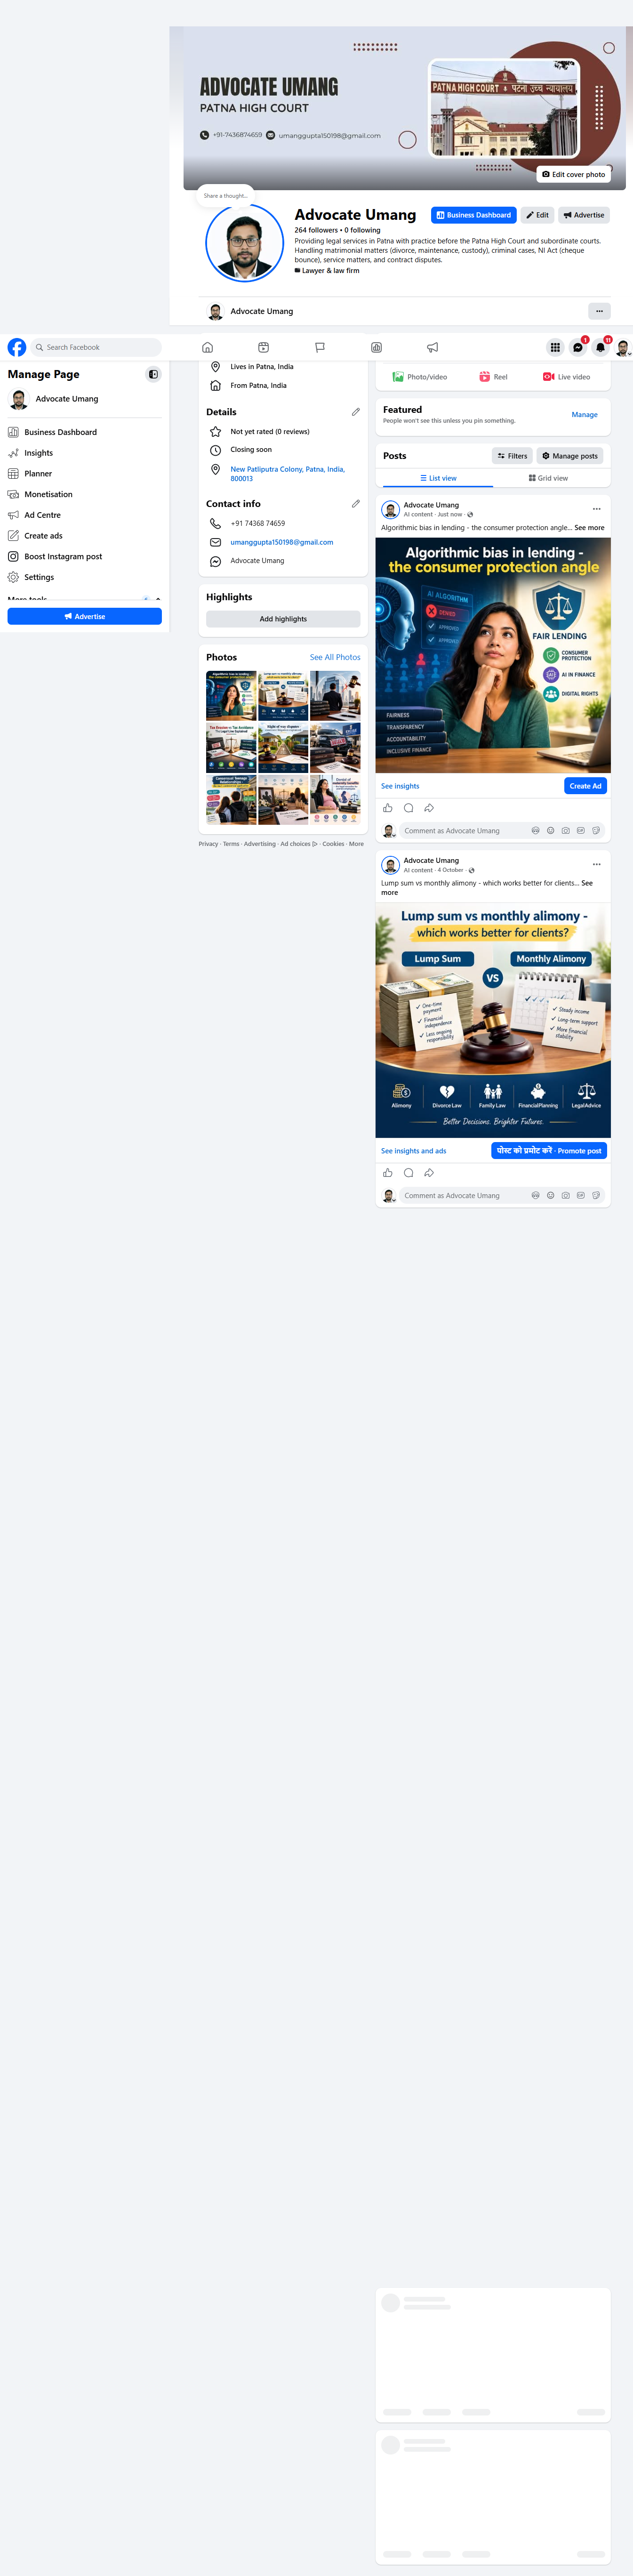 ADVOCATE UMANG
PATNA HIGH COURT
+91-7436874659 umanggupta150198@gmail.com
PATNA HIGH COURT पटना उच्च न्यायालय
Edit cover photo
Share a thought...
Advocate Umang
Business Dashboard
Edit
Advertise
264 followers • 0 following
Providing legal services in Patna with practice before the Patna High Court and subordinate courts.
Handling matrimonial matters (divorce, maintenance, custody), criminal cases, NI Act (cheque
bounce), service matters, and contract disputes.
Lawyer & law firm
Advocate Umang
Search Facebook
1
11
Manage Page
Advocate Umang
Business Dashboard
Insights
Planner
Monetisation
Ad Centre
Create ads
Boost Instagram post
Settings
More tools
Advertise
Lives in Patna, India
From Patna, India
Details
Not yet rated (0 reviews)
Closing soon
New Patliputra Colony, Patna, India,
800013
Contact info
+91 74368 74659
umanggupta150198@gmail.com
Advocate Umang
Highlights
Add highlights
Photos
See All Photos
Privacy · Terms · Advertising · Ad choices · Cookies · More
Photo/video
Reel
Live video
Featured
People won't see this unless you pin something.
Manage
Posts
Filters
Manage posts
List view
Grid view
Advocate Umang
AI content · Just now ·
Algorithmic bias in lending - the consumer protection angle... See more
Algorithmic bias in lending -
the consumer protection angle
AI ALGORITHM
DENIED
APPROVED
APPROVED
FAIR LENDING
CONSUMER
PROTECTION
AI IN FINANCE
DIGITAL RIGHTS
FAIRNESS
TRANSPARENCY
ACCOUNTABILITY
INCLUSIVE FINANCE
See insights
Create Ad
Comment as Advocate Umang
Advocate Umang
AI content · 4 October ·
Lump sum vs monthly alimony - which works better for clients... See
more
Lump sum vs monthly alimony -
which works better for clients?
Lump Sum
VS
Monthly Alimony
One-time
payment
Financial
independence
Less ongoing
responsibility
Steady income
Long-term support
More financial
stability
Alimony
Divorce Law
Family Law
Financial Planning
Legal Advice
Better Decisions. Brighter Futures.
See insights and ads
पोस्ट को प्रमोट करें · Promote post
Comment as Advocate Umang